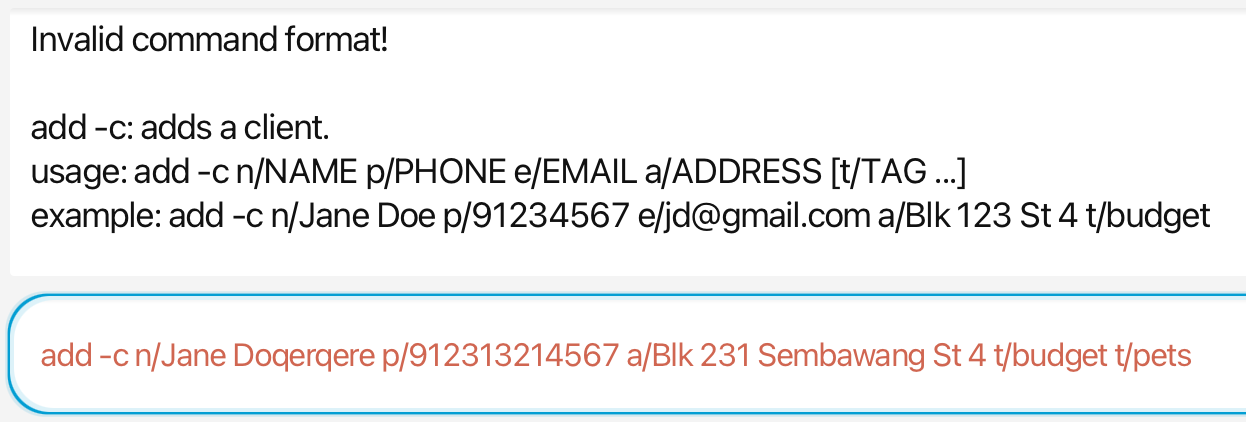 Invalid command format!
add -c: adds a client.
usage: add -c n/NAME p/PHONE e/EMAIL a/ADDRESS [t/TAG ...]
example: add -c n/Jane Doe p/91234567 e/jd@gmail.com a/Blk 123 St 4 t/budget
add -c n/Jane Doqerqere p/912313214567 a/Blk 231 Sembawang St 4 t/budget t/pets